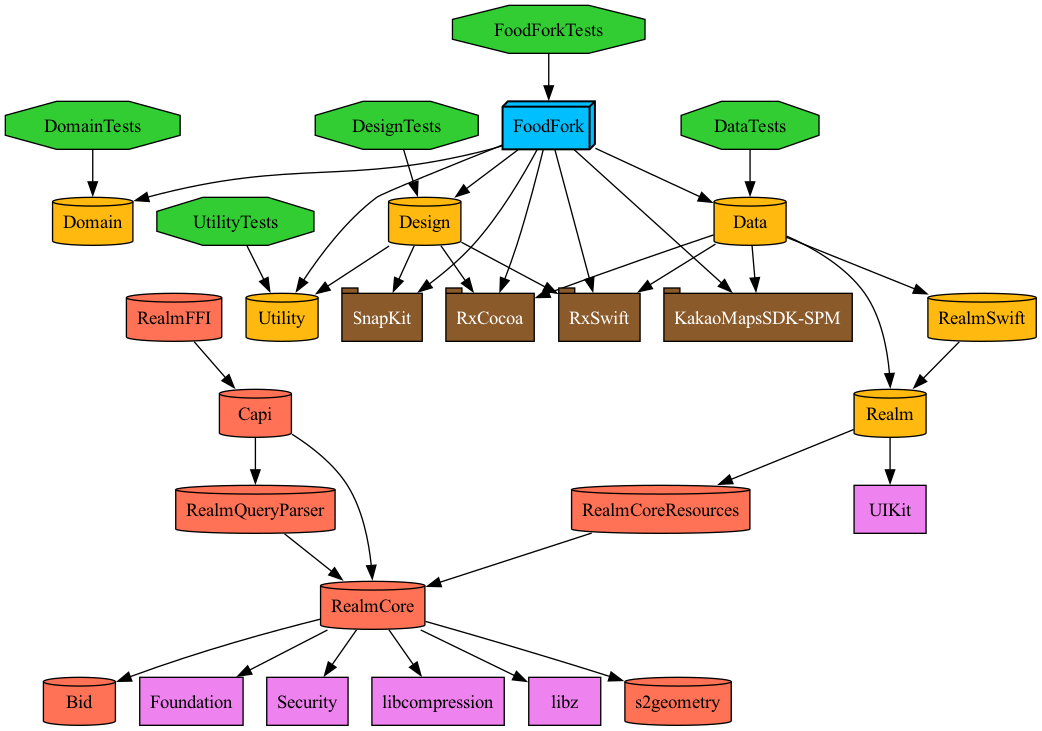 FoodForkTests
DomainTests
DesignTests
FoodFork
DataTests
Domain
UtilityTests
Design
Data
RealmFFI
Utility
SnapKit
RxCocoa
RxSwift
KakaoMapsSDK-SPM
RealmSwift
Capi
Realm
RealmQueryParser
RealmCoreResources
UIKit
RealmCore
Bid
Foundation
Security
libcompression
libz
s2geometry